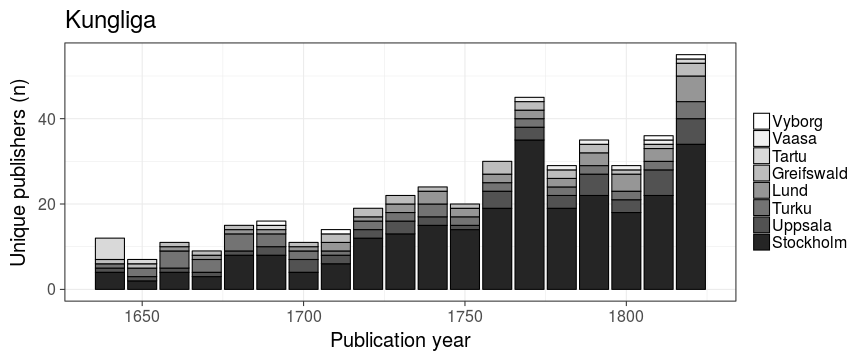 Kungliga
Unique publishers (n)
40
20
0
1650
1700
1750
1800
Publication year
Vyborg
Vaasa
Tartu
Greifswald
Lund
Turku
Uppsala
Stockholm